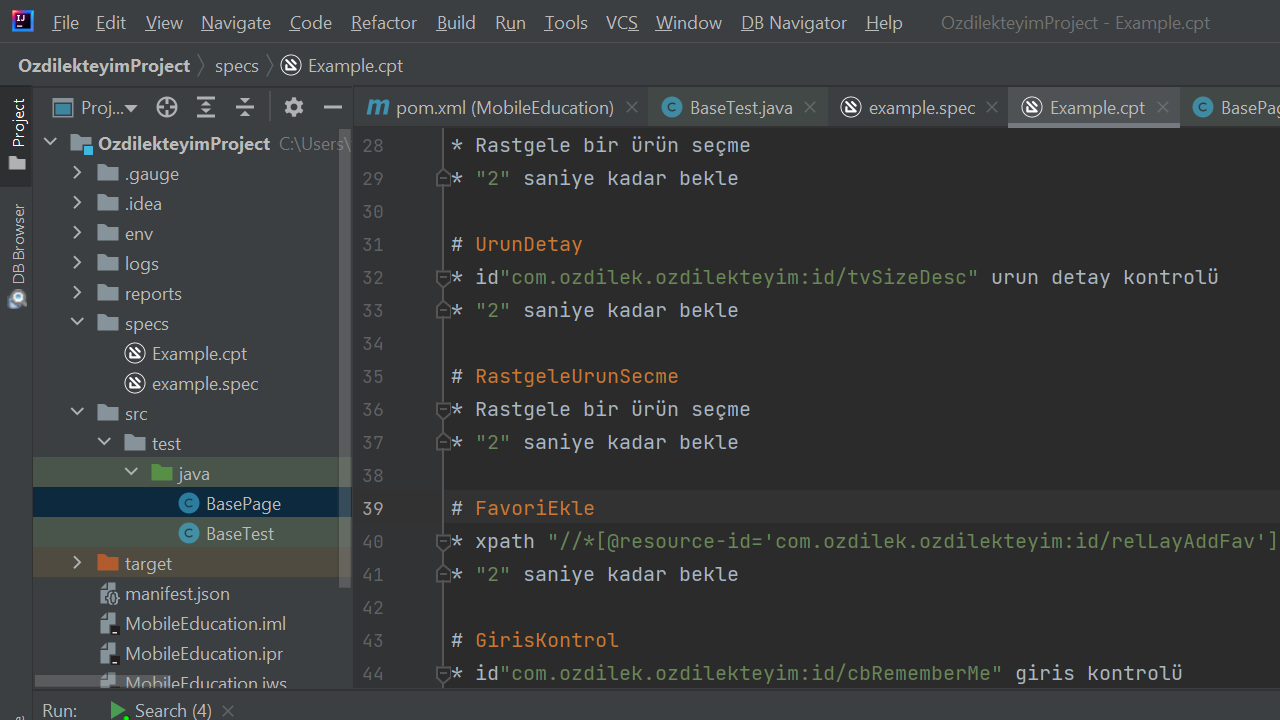 File Edit View Navigate Code Refactor Build Run Tools VCS Window DB Navigator Help OzdilekteyimProject - Example.cpt
OzdilekteyimProject specs Example.cpt
Project
DB Browser
Proj...
pom.xml (MobileEducation) BaseTest.java example.spec Example.cpt
OzdilekteyimProject C:\Users\
.gauge
.idea
env
logs
reports
specs
Example.cpt
example.spec
src
test
java
BasePage
BaseTest
target
manifest.json
MobileEducation.iml
MobileEducation.ipr
MobileEducation.iws
28 * Rastgele bir ürün seçme
29 * "2" saniye kadar bekle
30
31 # UrunDetay
32 * id"com.ozdilek.ozdilekteyim:id/tvSizeDesc" urun detay kontrolü
33 * "2" saniye kadar bekle
34
35 # RastgeleUrunSecme
36 * Rastgele bir ürün seçme
37 * "2" saniye kadar bekle
38
39 # FavoriEkle
40 * xpath "//*[@resource-id='com.ozdilek.ozdilekteyim:id/relLayAddFav']
41 * "2" saniye kadar bekle
42
43 # GirisKontrol
44 * id"com.ozdilek.ozdilekteyim:id/cbRememberMe" giris kontrolü
Run: Search (4)